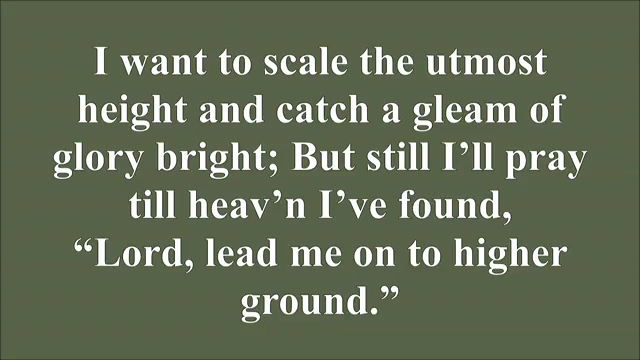 I want to scale the utmost
height and catch a gleam of
glory bright; But still I’ll pray
till heav’n I’ve found,
“Lord, lead me on to higher
ground.”